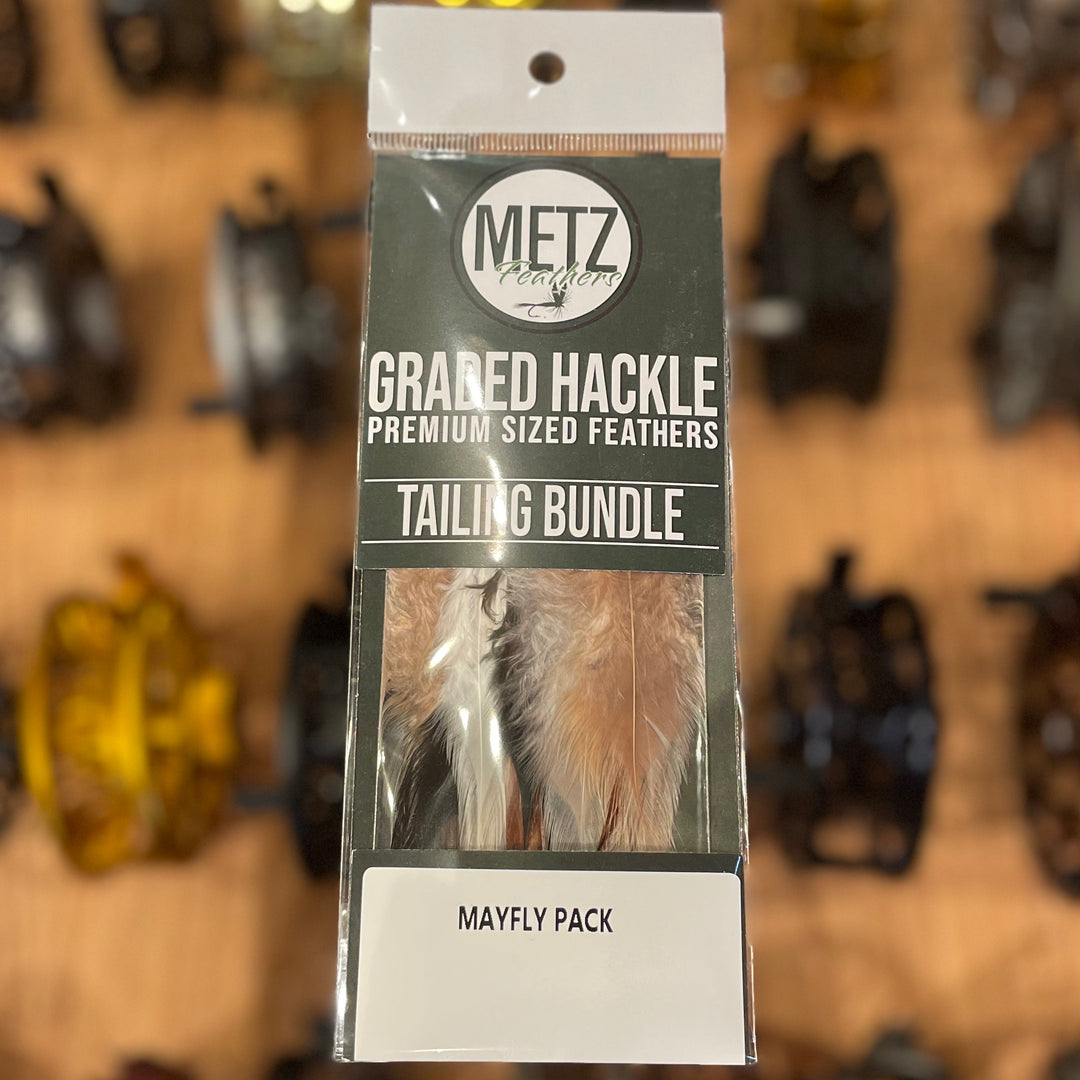 METZ
Feathers
GRADED HACKLE
PREMIUM SIZED FEATHERS
TAILING BUNDLE
MAYFLY PACK